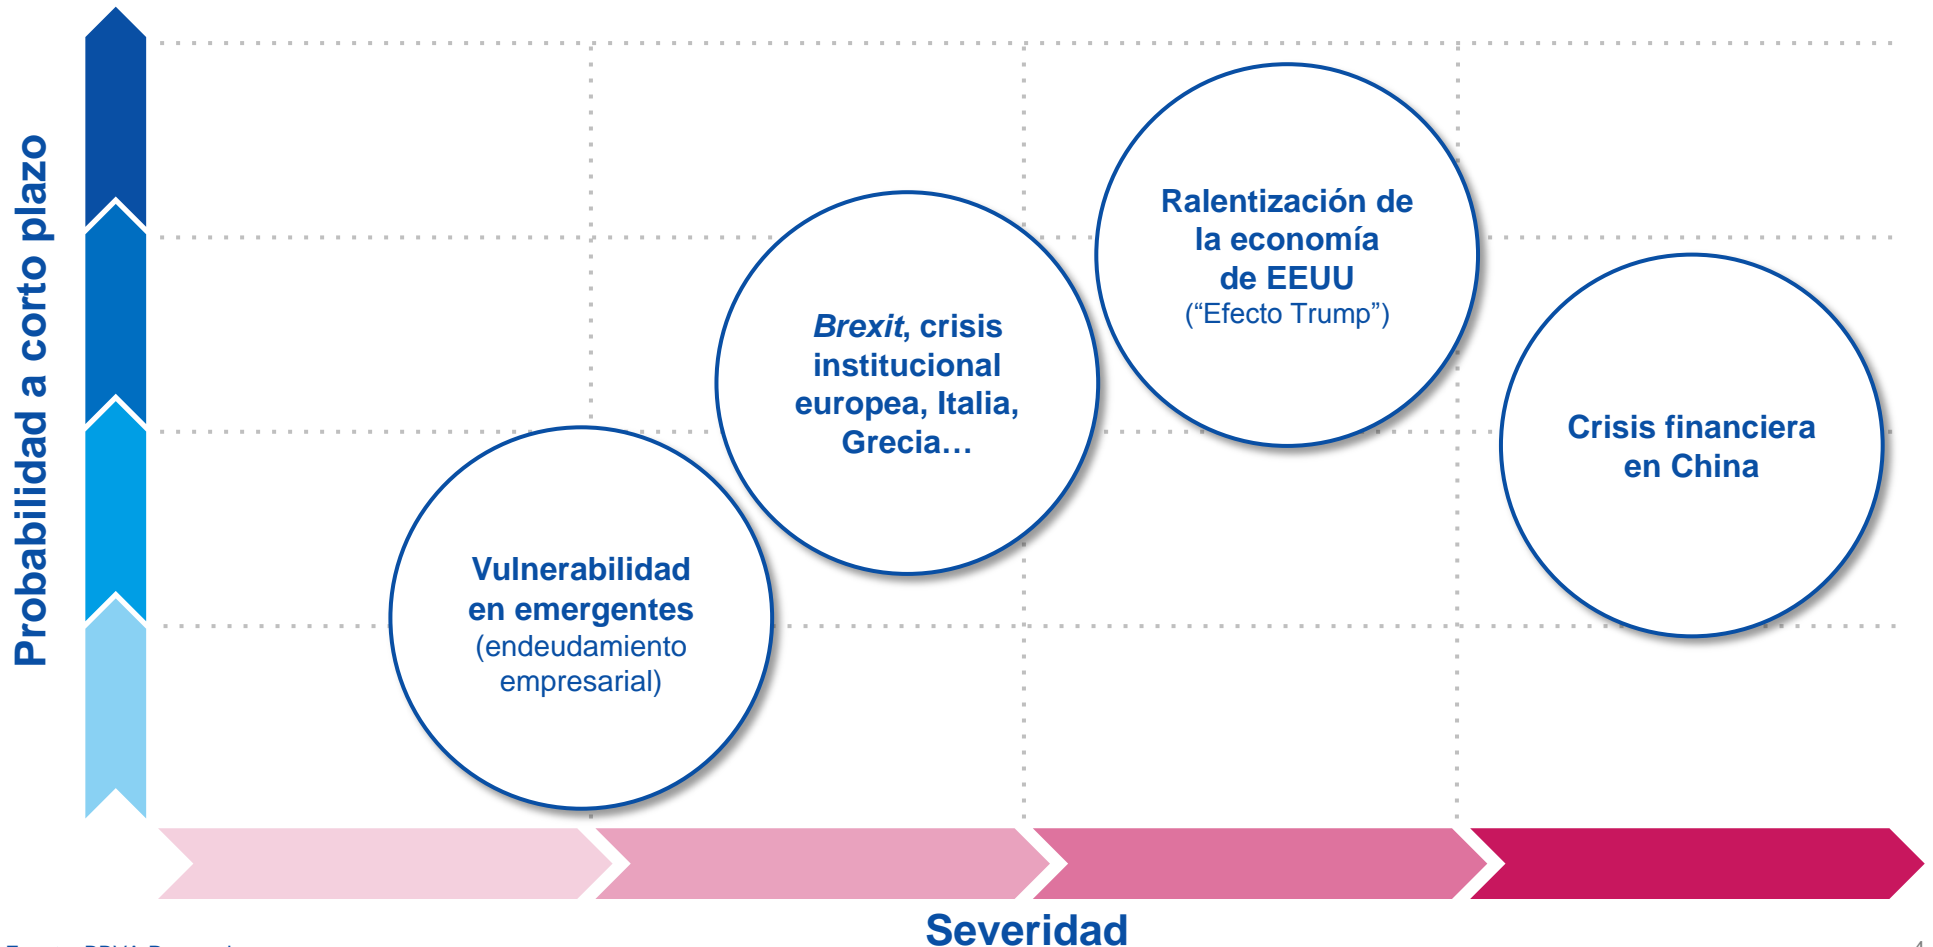 Probabilidad a corto plazo
Ralentización de
la economía
de EEUU
(“Efecto Trump”)
Brexit, crisis
institucional
europea, Italia,
Grecia…
Crisis financiera
en China
Vulnerabilidad
en emergentes
(endeudamiento
empresarial)
Severidad